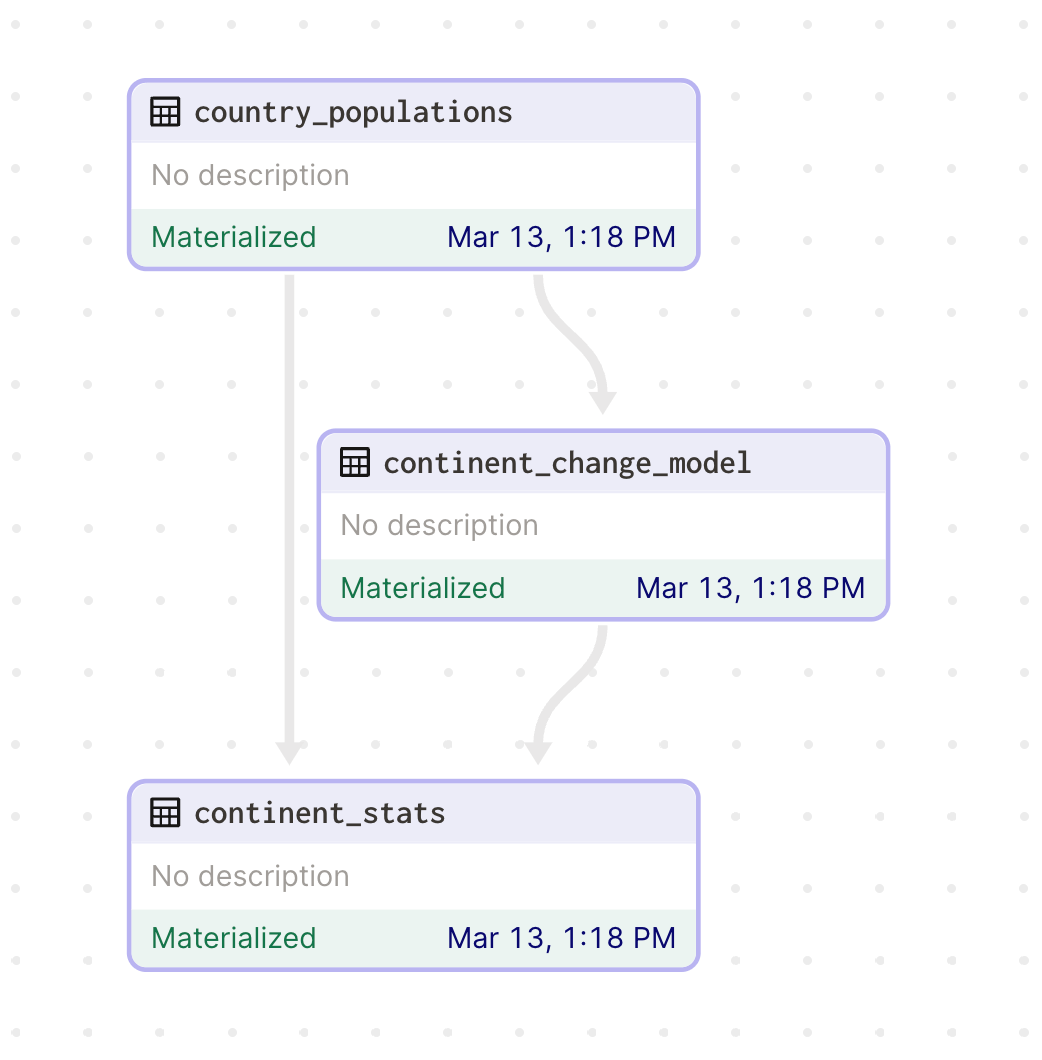 country_populations
No description
Materialized Mar 13, 1:18 PM
continent_change_model
No description
Materialized Mar 13, 1:18 PM
continent_stats
No description
Materialized Mar 13, 1:18 PM